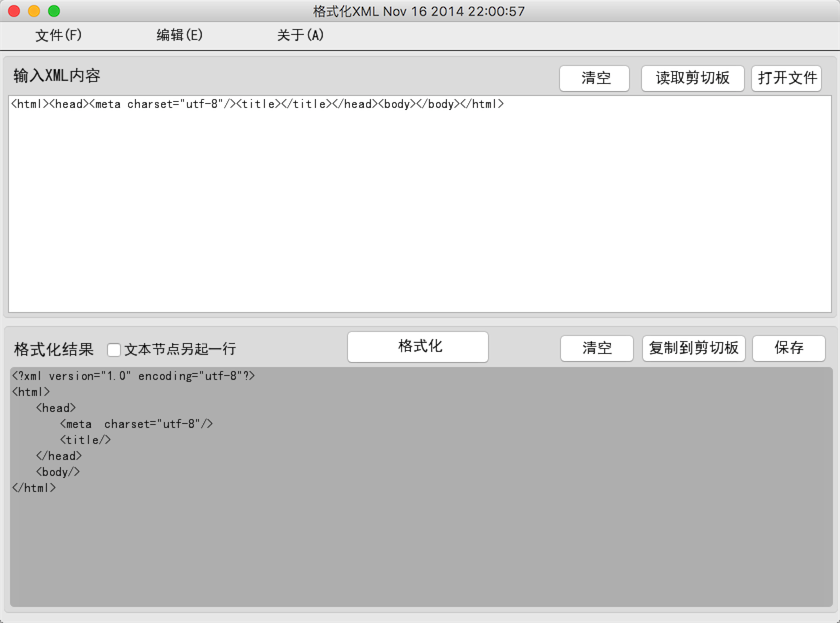 格式化XML Nov 16 2014 22:00:57
文件(F) 编辑(E) 关于(A)
输入XML内容 清空 读取剪切板 打开文件
<html><head><meta charset="utf-8"/><title></title></head><body></body></html>
格式化结果 文本节点另起一行 格式化 清空 复制到剪切板 保存
<?xml version="1.0" encoding="utf-8"?>
<html>
    <head>
        <meta  charset="utf-8"/>
        <title/>
    </head>
    <body/>
</html>